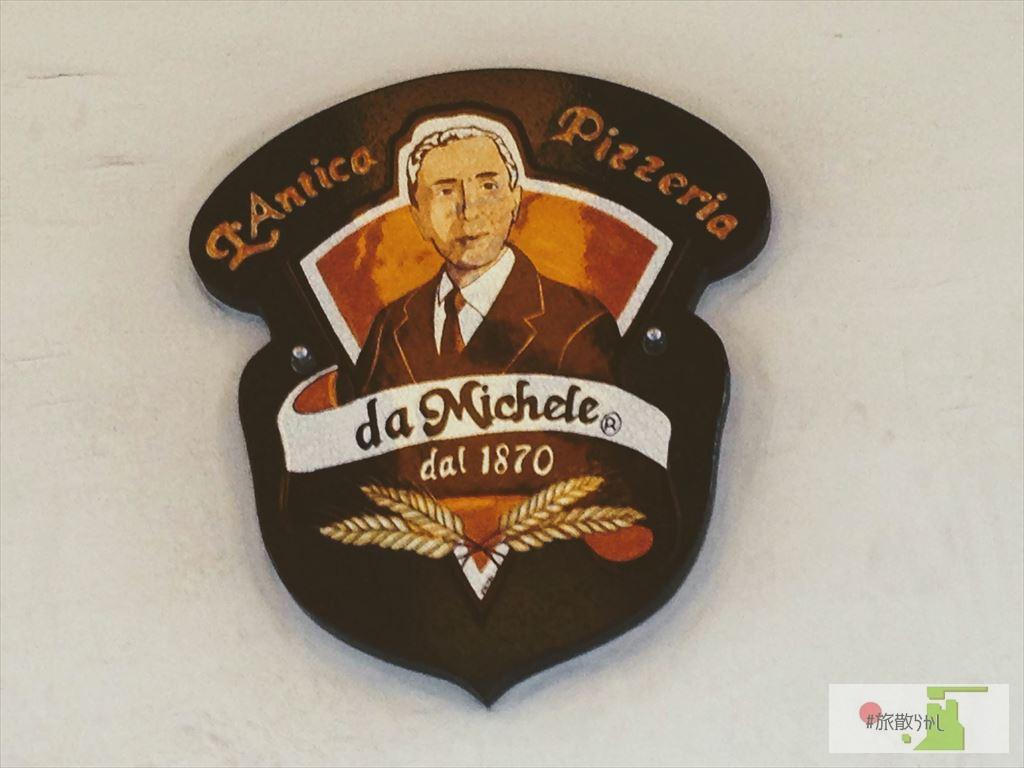 L'Antica Pizzeria
da Michele®
dal 1870
#旅散らかし